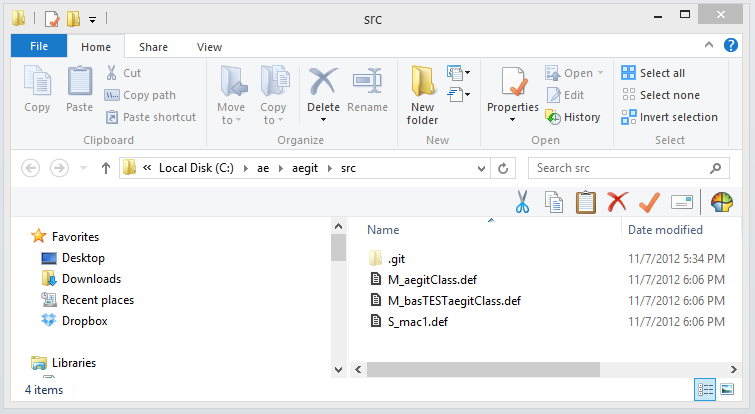 src
File Home Share View
Copy Paste Cut Copy path Paste shortcut Move to Copy to Delete Rename New folder Properties Open Edit History Select all Select none Invert selection
Clipboard Organize New Open Select
Local Disk (C:) ae aegit src Search src
Favorites
Desktop
Downloads
Recent places
Dropbox
Libraries
Name Date modified
.git 11/7/2012 5:34 PM
M_aegitClass.def 11/7/2012 6:06 PM
M_basTESTaegitClass.def 11/7/2012 6:06 PM
S_mac1.def 11/7/2012 6:06 PM
4 items